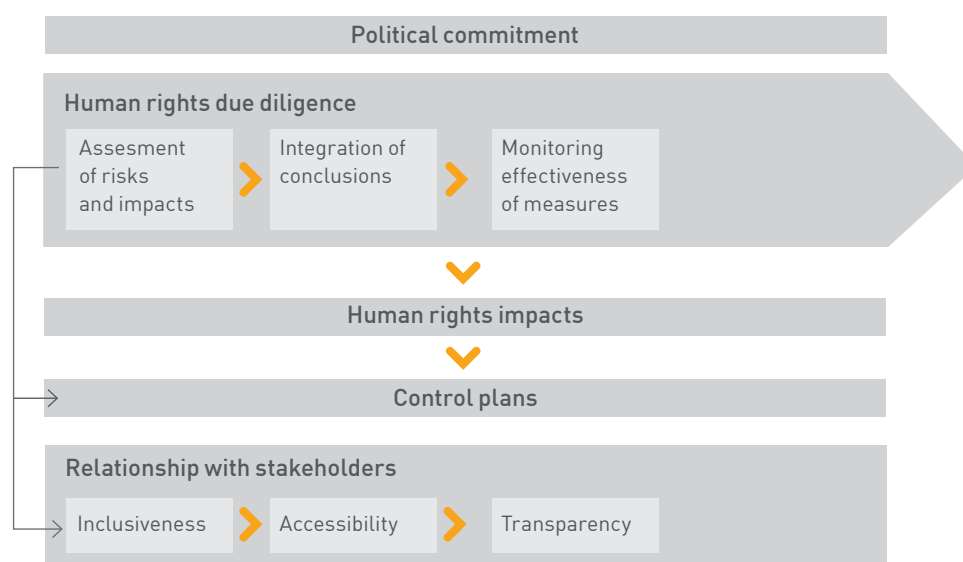 Political commitment
Human rights due diligence
Assesment
of risks
and impacts
Integration of
conclusions
Monitoring
effectiveness
of measures
Human rights impacts
Control plans
Relationship with stakeholders
Inclusiveness
Accessibility
Transparency